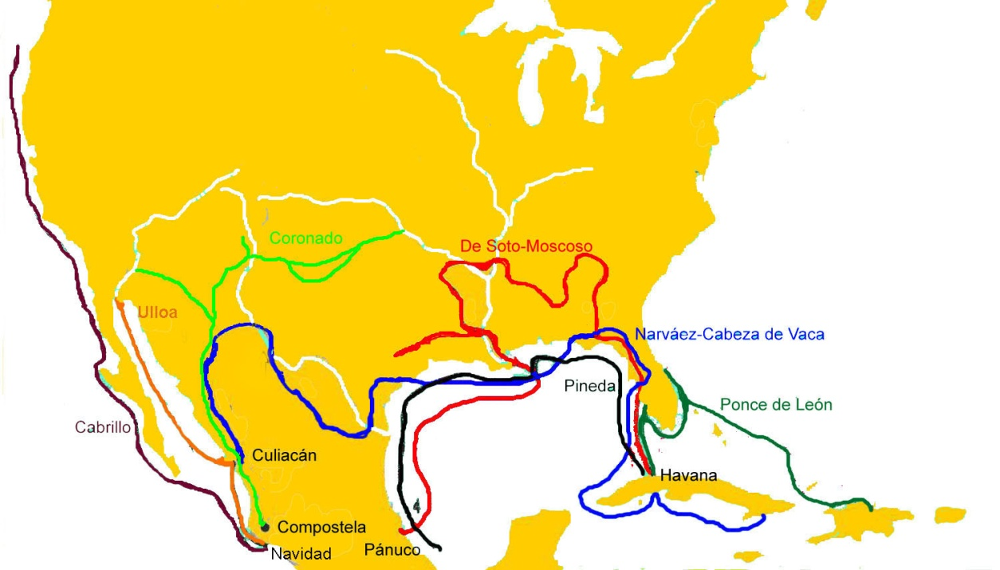 Coronado
De Soto-Moscoso
Ulloa
Narváez-Cabeza de Vaca
Pineda
Ponce de León
Cabrillo
Culiacán
Havana
4
Compostela
Pánuco
Navidad